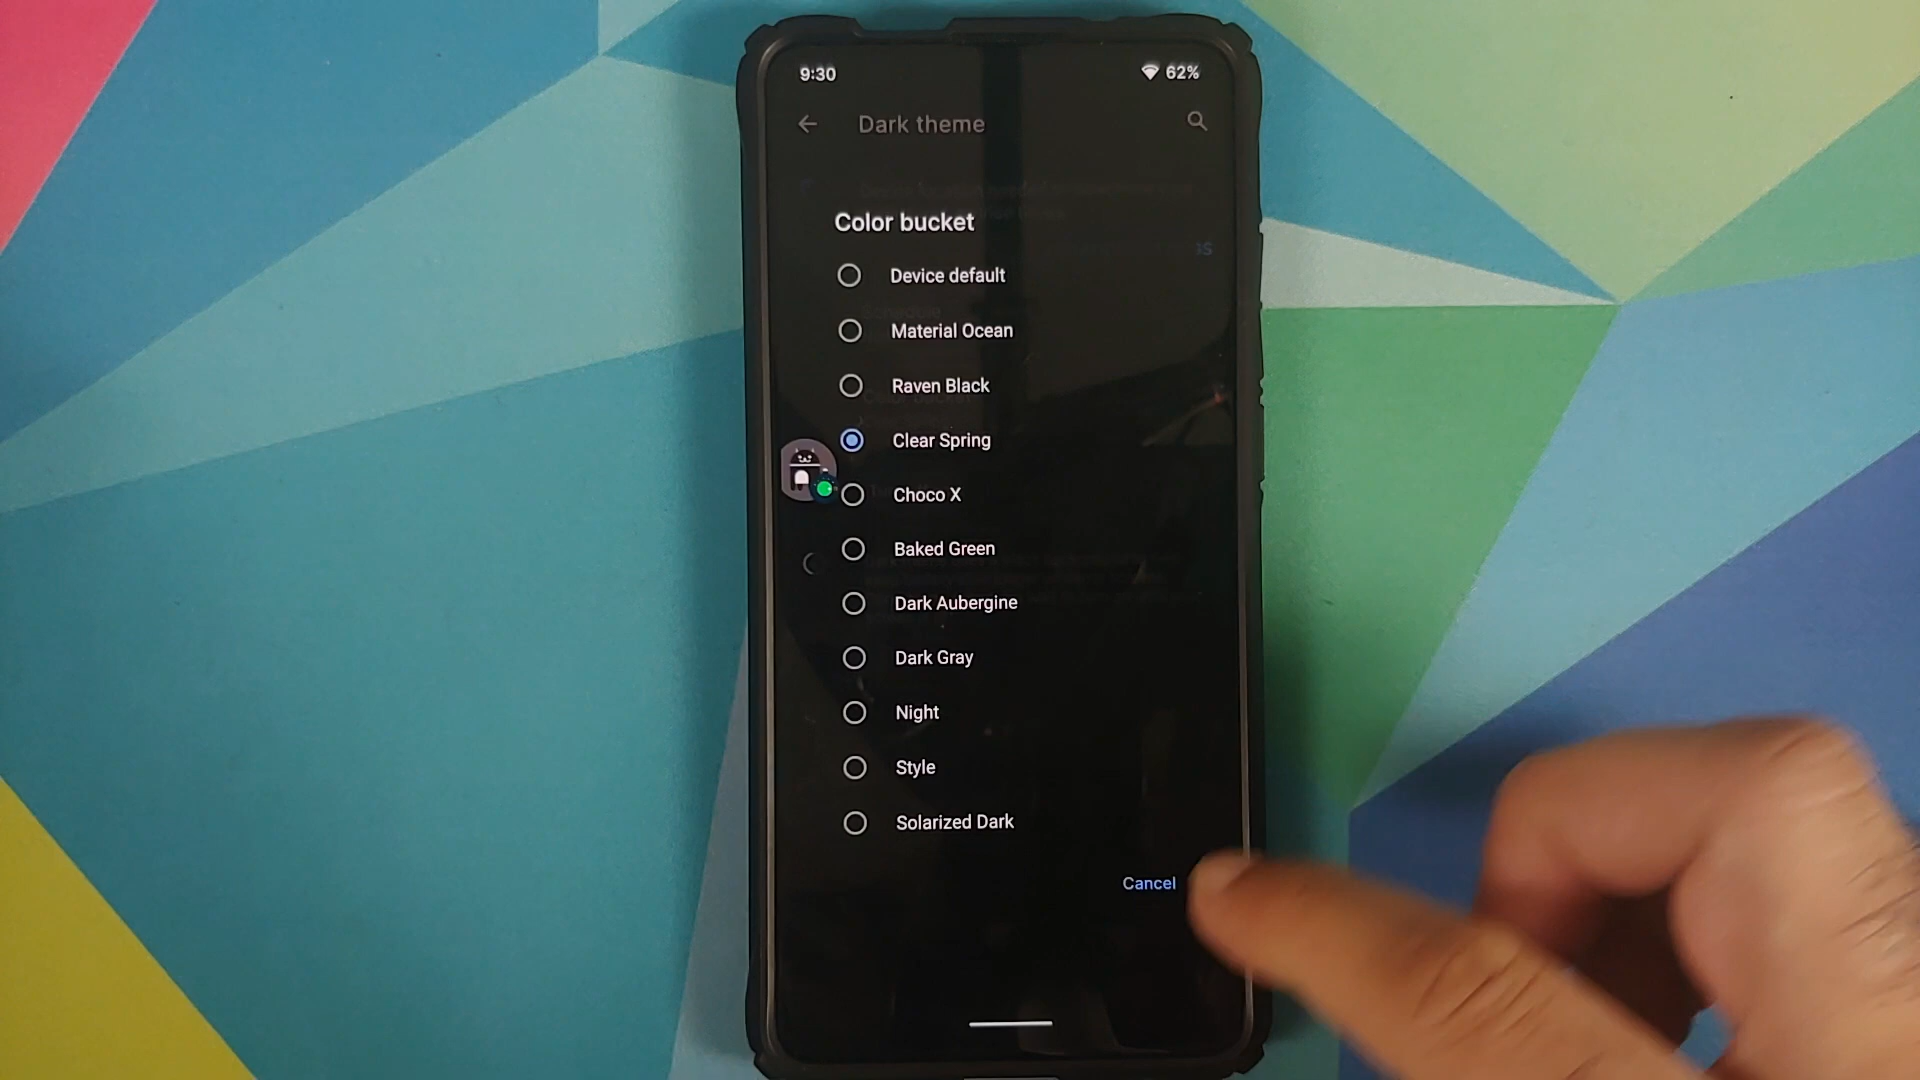 9:30
62%
Dark theme
Color bucket
Device default
Material Ocean
Raven Black
Clear Spring
Choco X
Baked Green
Dark Aubergine
Dark Gray
Night
Style
Solarized Dark
Cancel